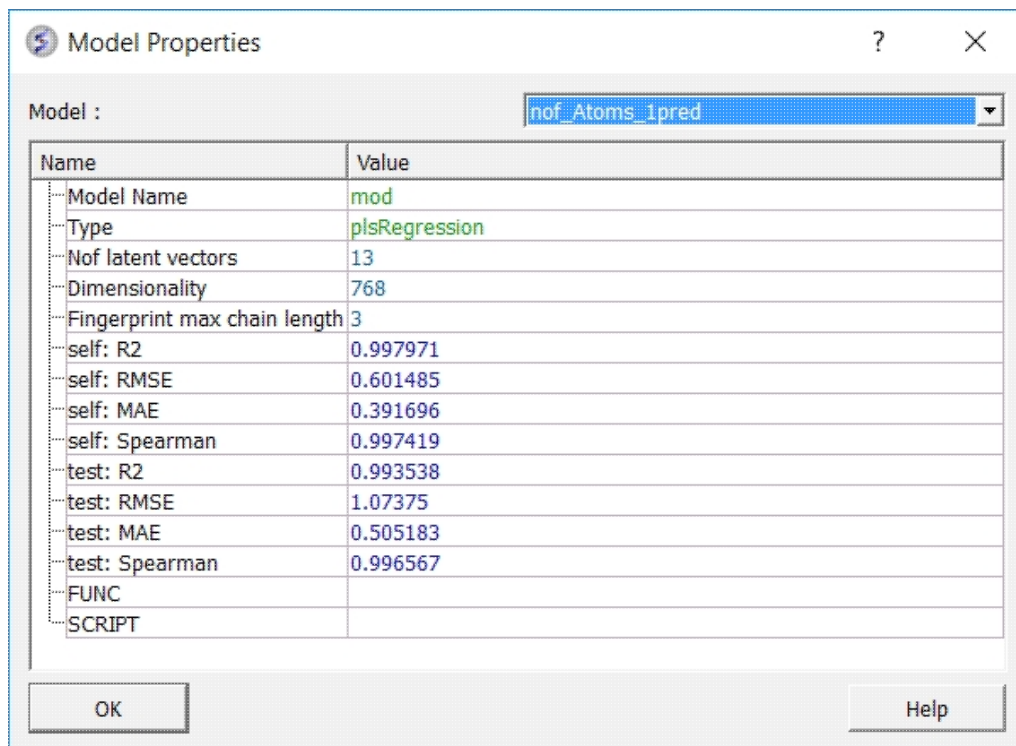 Model Properties ? ×
Model : nof_Atoms_1pred
Name Value
Model Name mod
Type plsRegression
Nof latent vectors 13
Dimensionality 768
Fingerprint max chain length 3
self: R2 0.997971
self: RMSE 0.601485
self: MAE 0.391696
self: Spearman 0.997419
test: R2 0.993538
test: RMSE 1.07375
test: MAE 0.505183
test: Spearman 0.996567
FUNC
SCRIPT
OK Help